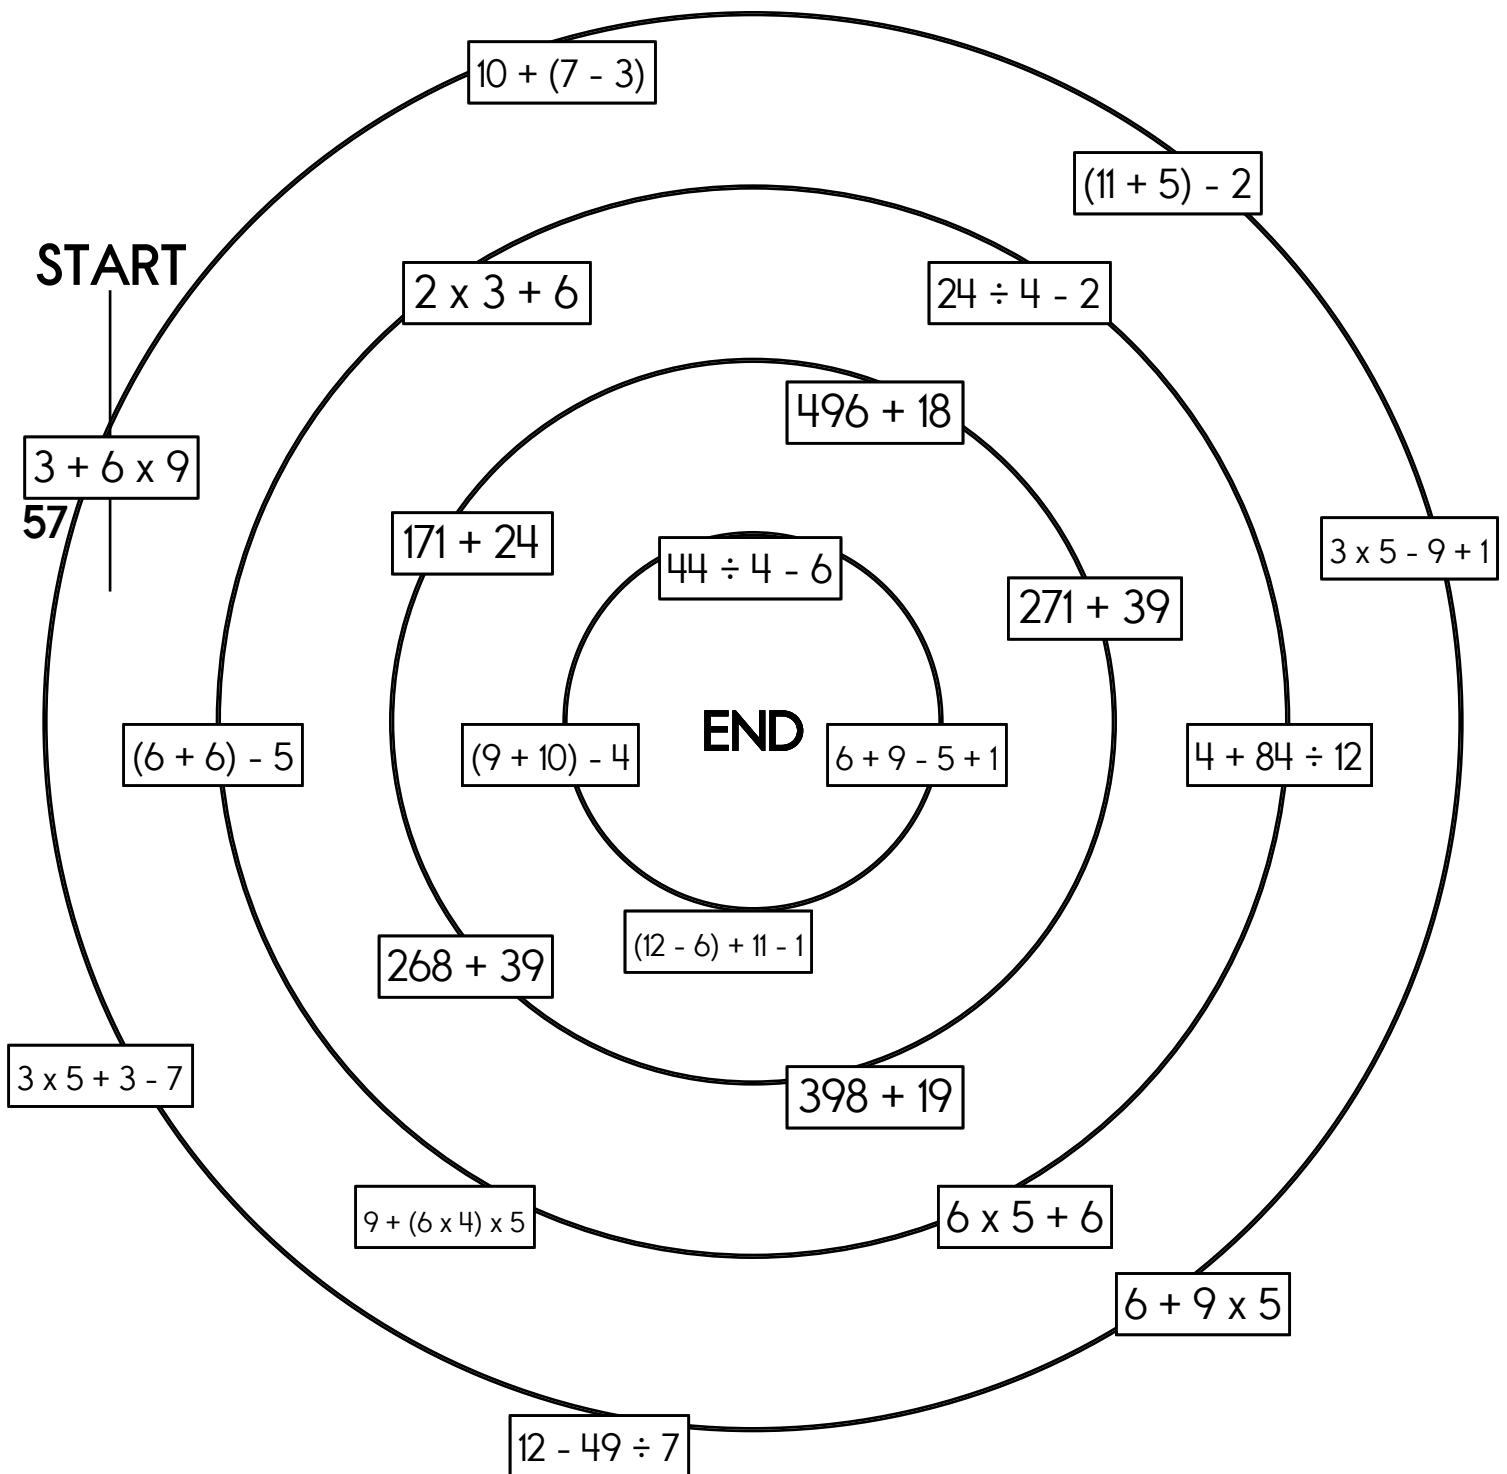 10 + (7 - 3)
(11 + 5) - 2
START
2 x 3 + 6
24 ÷ 4 - 2
496 + 18
3 + 6 x 9
57
171 + 24
3 x 5 - 9 + 1
44 ÷ 4 - 6
271 + 39
END
(6 + 6) - 5
(9 + 10) - 4
6 + 9 - 5 + 1
4 + 84 ÷ 12
(12 - 6) + 11 - 1
268 + 39
3 x 5 + 3 - 7
398 + 19
9 + (6 x 4) x 5
6 x 5 + 6
6 + 9 x 5
12 - 49 ÷ 7